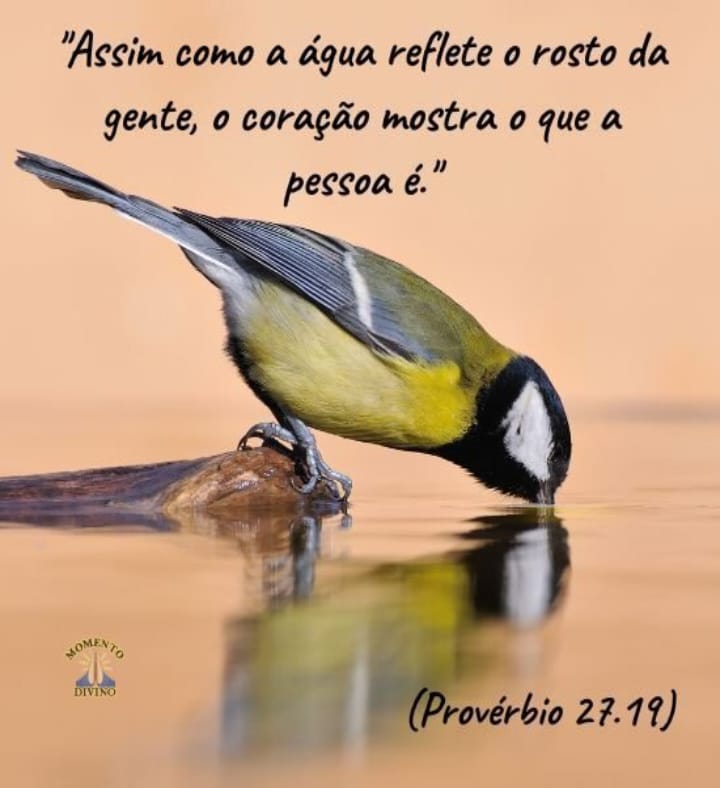 "Assim como a água reflete o rosto da
gente, o coração mostra o que a
pessoa é."
MOMENTO
DIVINO
(Provérbio 27.19)